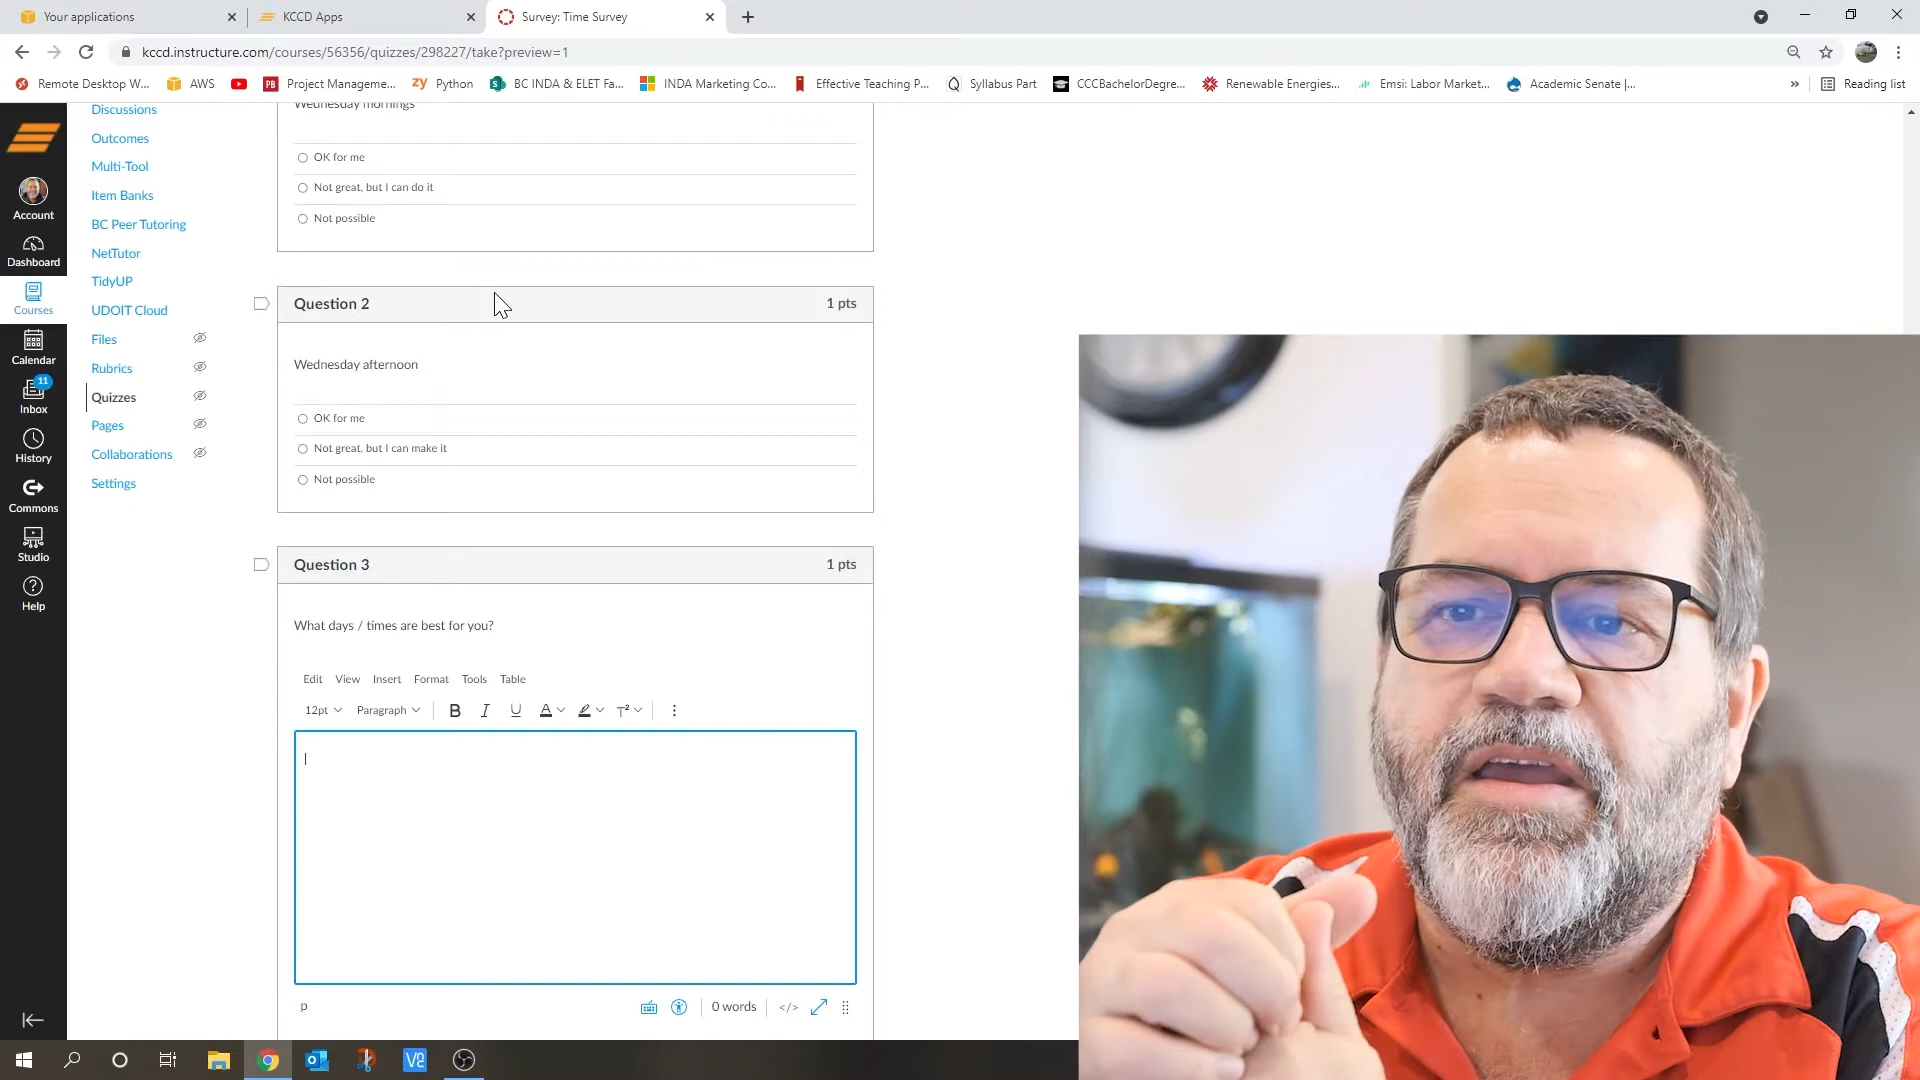 Your applications
KCCD Apps
Survey: Time Survey
kccd.instructure.com/courses/56356/quizzes/298227/take?preview=1
Remote Desktop W...
AWS
PB Project Manageme...
zy Python
S BC INDA & ELET Fa...
INDA Marketing Co...
Effective Teaching P...
Syllabus Part
CCCBachelorDegre...
Renewable Energies...
Emsi: Labor Market...
Academic Senate |...
»
Reading list
Account
Dashboard
Courses
Calendar
11
Inbox
History
Commons
Studio
Help
Discussions
Outcomes
Multi-Tool
Item Banks
BC Peer Tutoring
NetTutor
TidyUP
UDOIT Cloud
Files
Rubrics
Quizzes
Pages
Collaborations
Settings
Wednesday mornings
OK for me
Not great, but I can do it
Not possible
Question 2 1 pts
Wednesday afternoon
OK for me
Not great, but I can make it
Not possible
Question 3 1 pts
What days / times are best for you?
Edit View Insert Format Tools Table
12pt Paragraph B I U A T²
p 0 words </>
V2